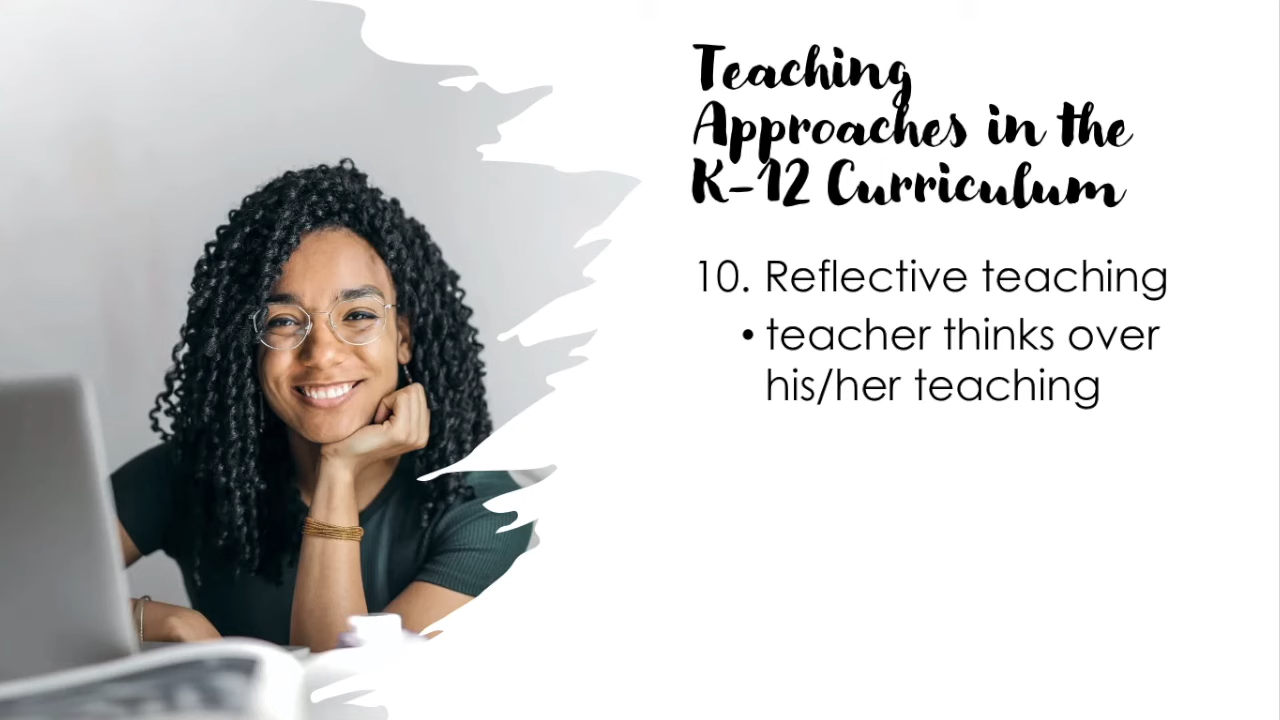 Teaching
Approaches in the
K-12 Curriculum
10. Reflective teaching
• teacher thinks over
his/her teaching